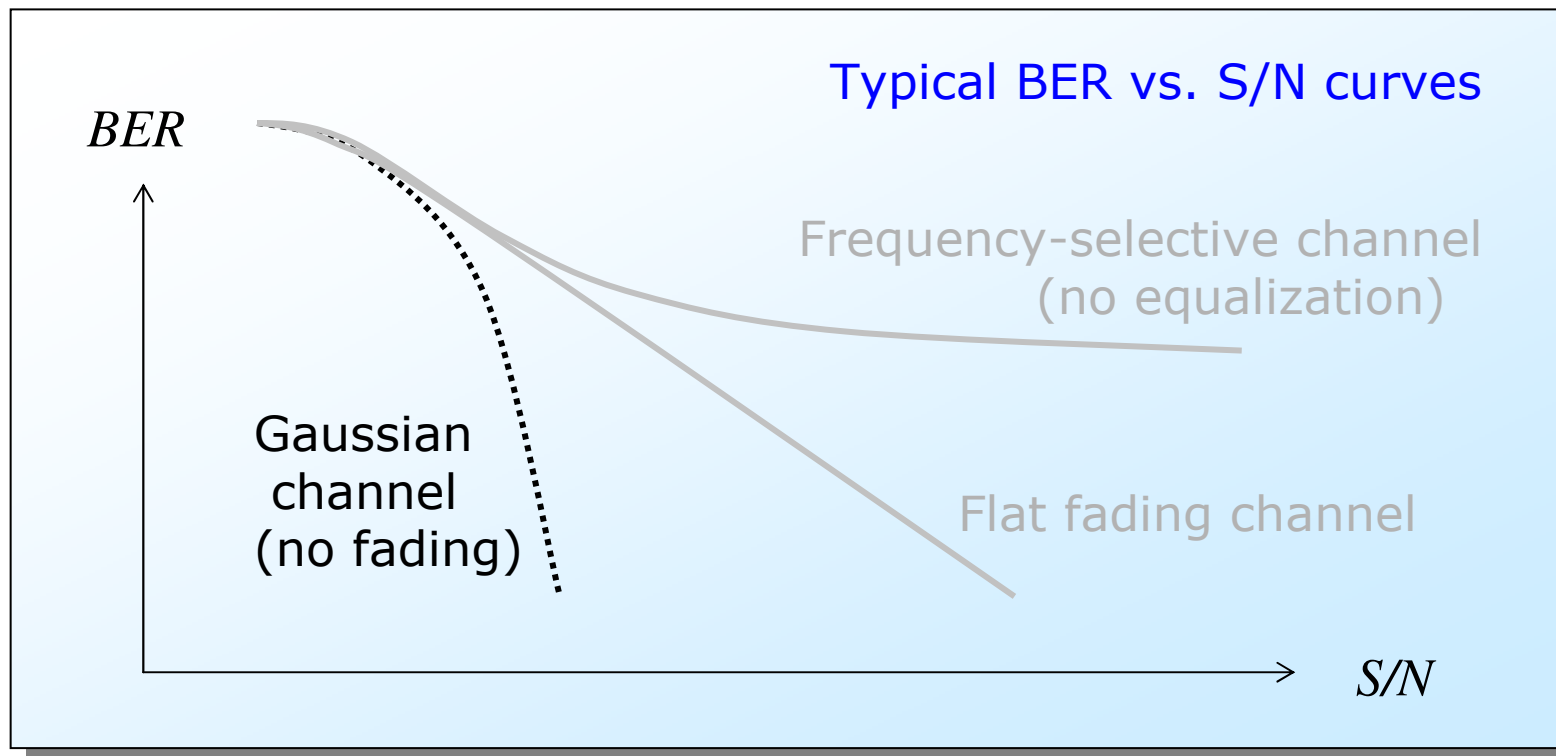 Typical BER vs. S/N curves
BER
Frequency-selective channel
(no equalization)
Gaussian
channel
(no fading)
Flat fading channel
S/N